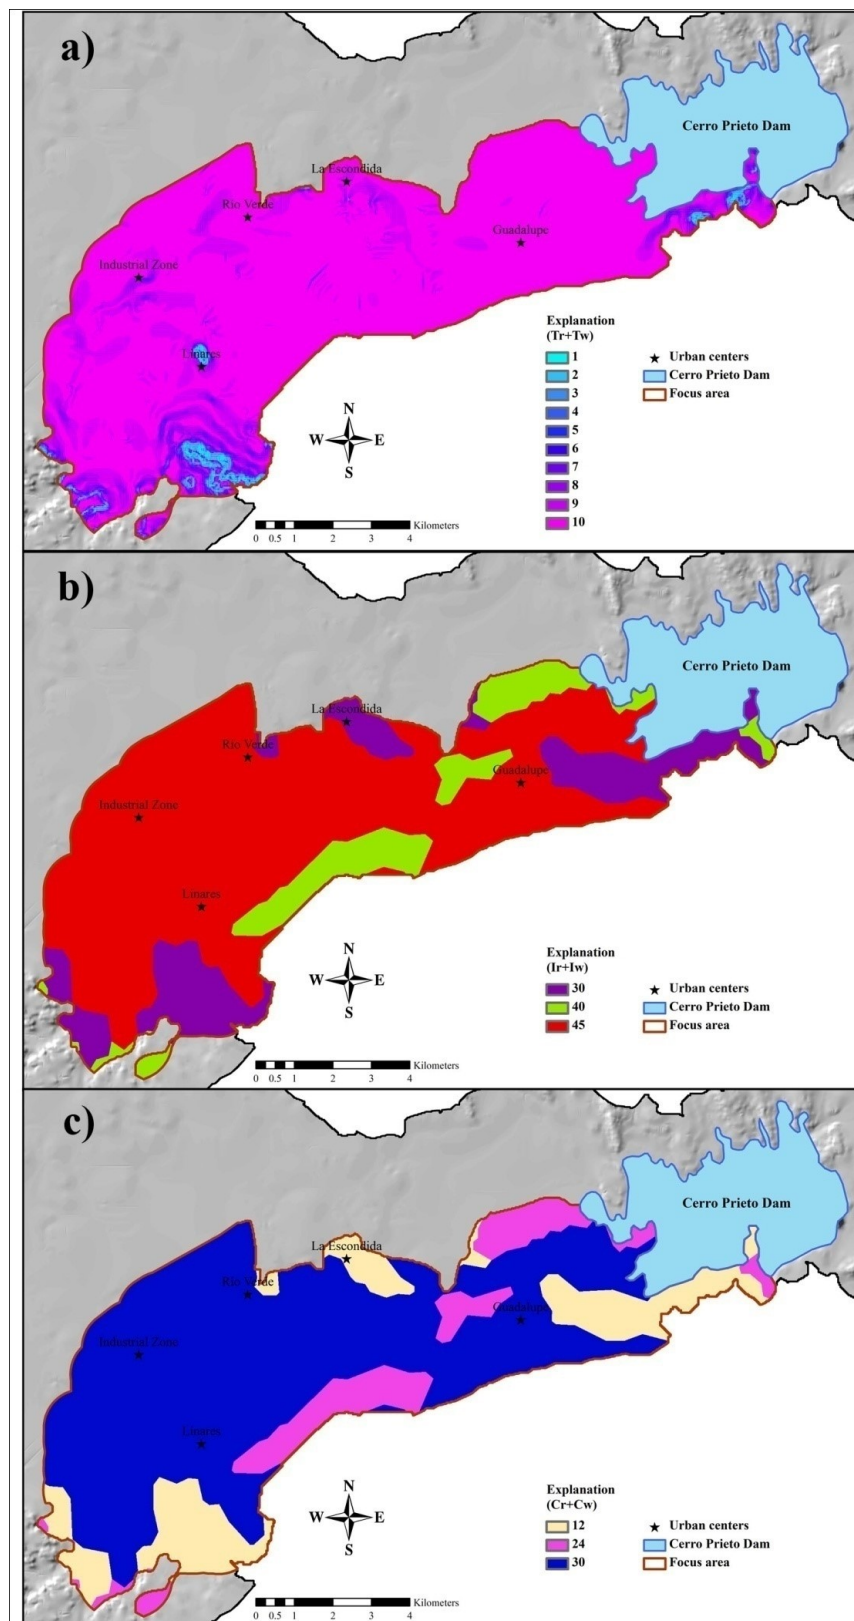 a)
Cerro Prieto Dam
La Escondida
Río Verde
Guadalupe
Industrial Zone
Linares
Explanation
(Tr+Tw)
1
2
3
4
5
6
7
8
9
10
Urban centers
Cerro Prieto Dam
Focus area
N
W E
S
0 0.5 1 2 3 4 Kilometers
b)
Cerro Prieto Dam
La Escondida
Río Verde
Guadalupe
Industrial Zone
Linares
Explanation
(Ir+Iw)
30
40
45
Urban centers
Cerro Prieto Dam
Focus area
N
W E
S
0 0.5 1 2 3 4 Kilometers
c)
Cerro Prieto Dam
La Escondida
Río Verde
Guadalupe
Industrial Zone
Linares
Explanation
(Cr+Cw)
12
24
30
Urban centers
Cerro Prieto Dam
Focus area
N
W E
S
0 0.5 1 2 3 4 Kilometers